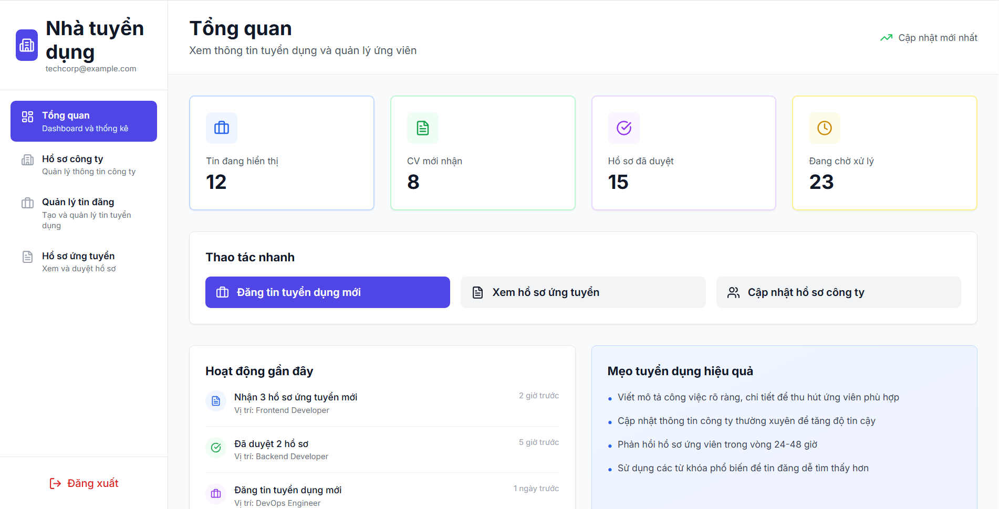 Nhà tuyển
dụng
techcorp@example.com
Tổng quan
Dashboard và thống kê
Hồ sơ công ty
Quản lý thông tin công ty
Quản lý tin đăng
Tạo và quản lý tin tuyển
dụng
Hồ sơ ứng tuyển
Xem và duyệt hồ sơ
Đăng xuất
Tổng quan
Xem thông tin tuyển dụng và quản lý ứng viên
Cập nhật mới nhất
Tin đang hiển thị
12
CV mới nhận
8
Hồ sơ đã duyệt
15
Đang chờ xử lý
23
Thao tác nhanh
Đăng tin tuyển dụng mới
Xem hồ sơ ứng tuyển
Cập nhật hồ sơ công ty
Hoạt động gần đây
Nhận 3 hồ sơ ứng tuyển mới
2 giờ trước
Vị trí: Frontend Developer
Đã duyệt 2 hồ sơ
5 giờ trước
Vị trí: Backend Developer
Đăng tin tuyển dụng mới
1 ngày trước
Vị trí: DevOps Engineer
Mẹo tuyển dụng hiệu quả
• Viết mô tả công việc rõ ràng, chi tiết để thu hút ứng viên phù hợp
• Cập nhật thông tin công ty thường xuyên để tăng độ tin cậy
• Phản hồi hồ sơ ứng viên trong vòng 24-48 giờ
• Sử dụng các từ khóa phổ biến để tin đăng dễ tìm thấy hơn